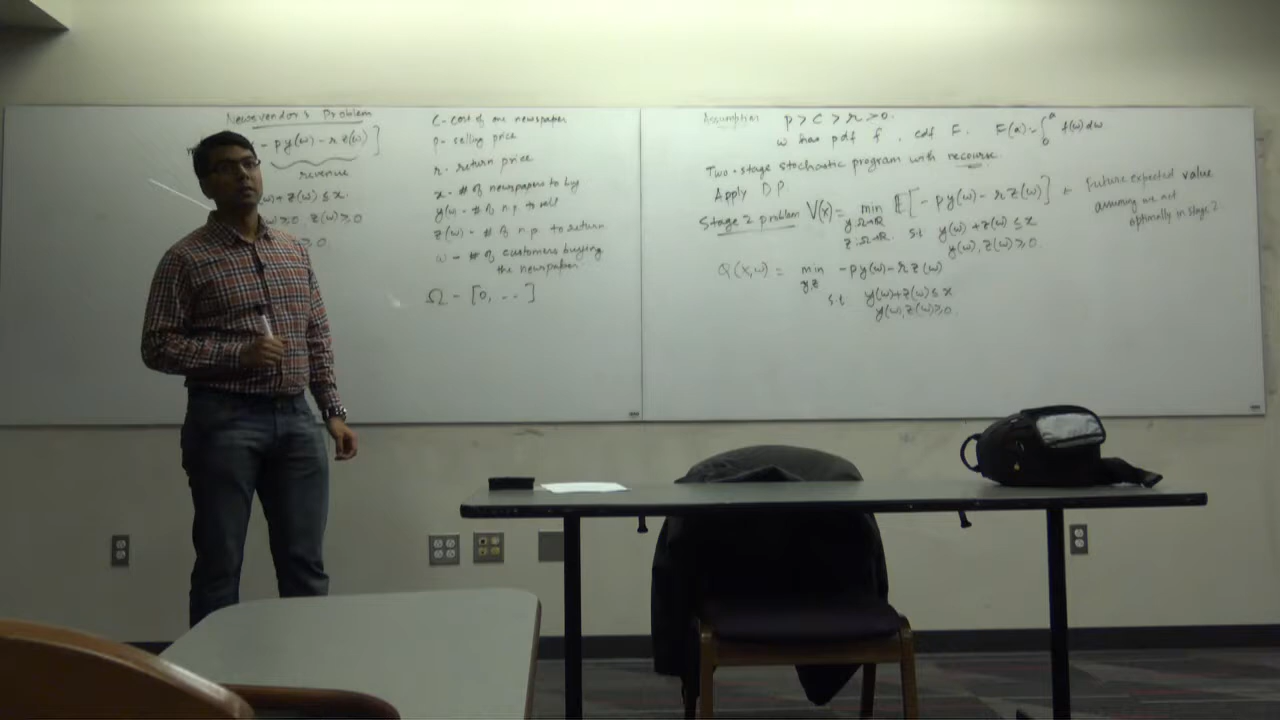 Newsvendor's Problem
- py(ω) - r z(ω) ]
revenue
+ z(ω) ≤ x.
≥0 z(ω) ≥ 0
≥ 0.
C - cost of one newspaper
p - selling price
r - return price
x - # of newspapers to buy
y(ω) - # of n.p. to sell
z(ω) - # of n.p. to return
ω - # of customers buying
the newspaper
Ω - [0, ... ]
Assumption p > c > r > 0.
ω has pdf f, cdf F. F(a) = ∫₀ᵃ f(ω)dω
Two-stage stochastic program with recourse.
Apply DP
Stage 2 problem V(x) = min E[ -py(ω) - rz(ω) ] ← Future expected value
y:Ω→R s.t. y(ω) + z(ω) ≤ x assuming we act
z:Ω→R y(ω), z(ω) ≥ 0. optimally in stage 2
Q(x,ω) = min -py(ω) - rz(ω)
y,z
s.t. y(ω) + z(ω) ≤ x
y(ω), z(ω) ≥ 0.